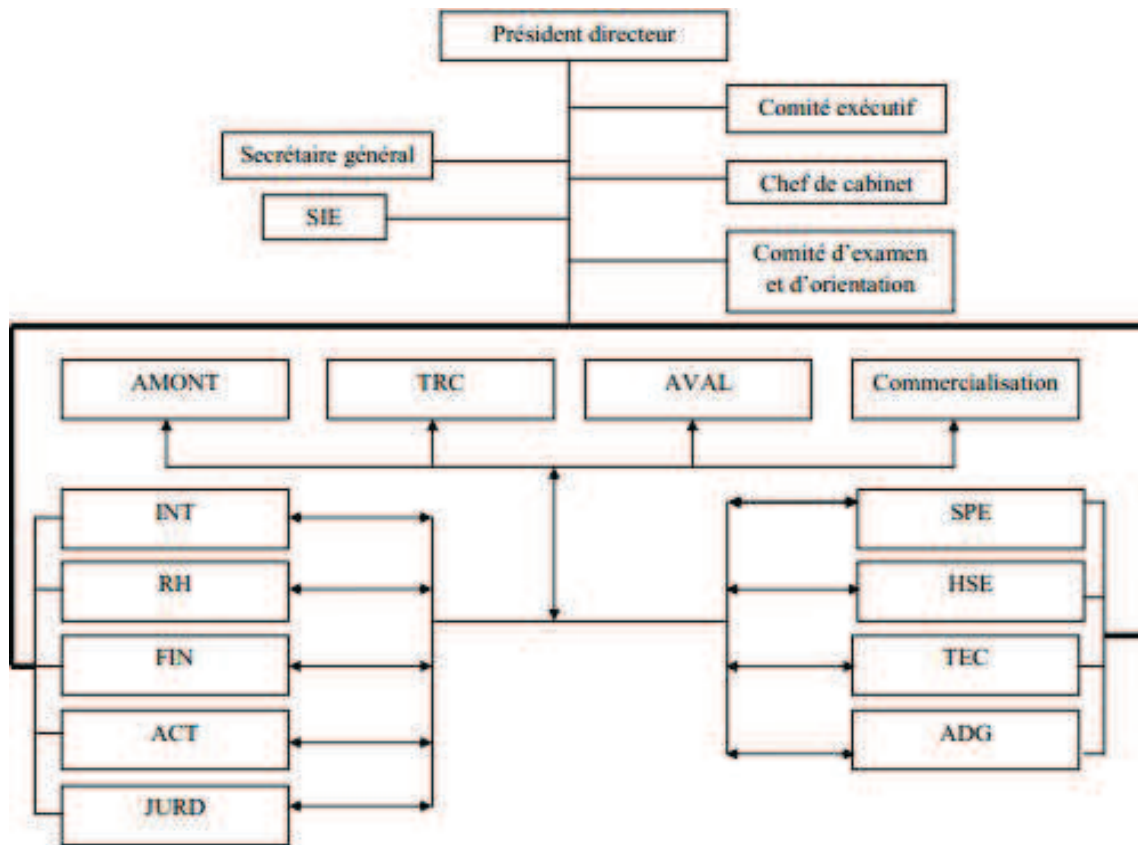 Président directeur
Comité exécutif
Secrétaire général
Chef de cabinet
SIE
Comité d’examen
et d’orientation
AMONT
TRC
AVAL
Commercialisation
INT
SPE
RH
HSE
FIN
TEC
ACT
ADG
JURD